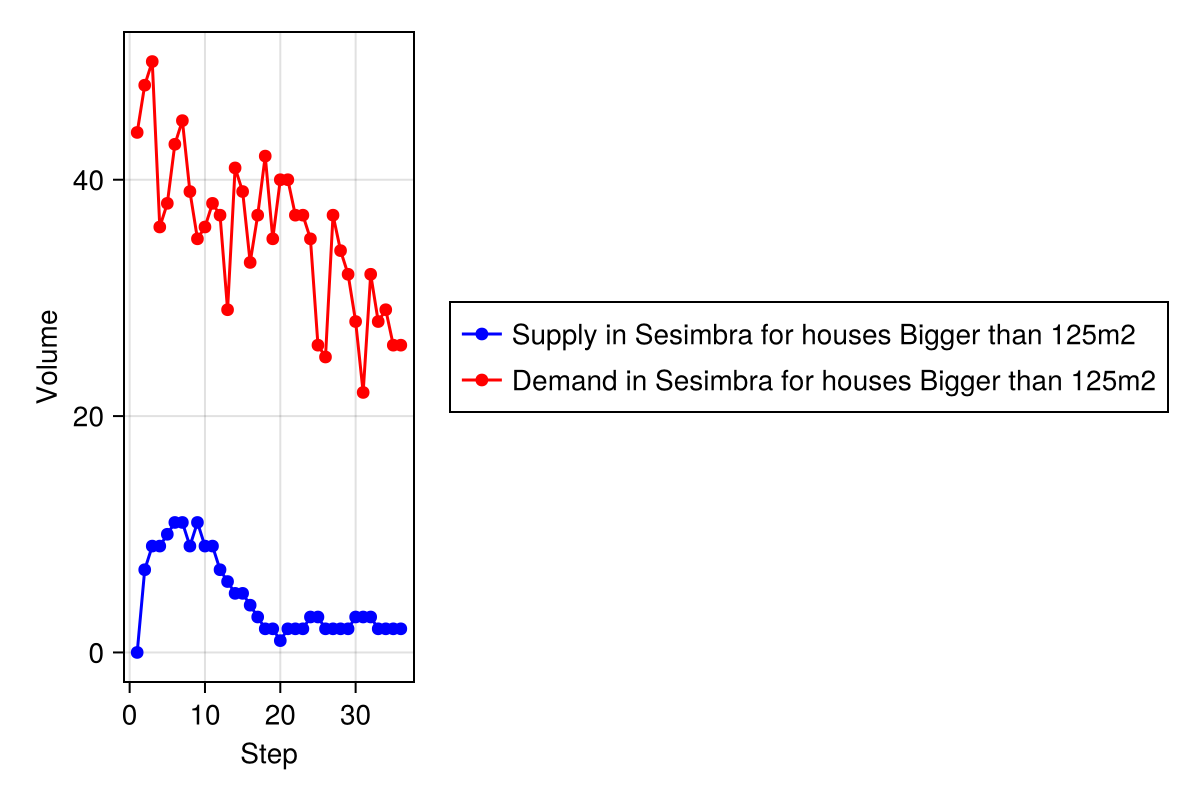 40
20
0
Volume
0 10 20 30
Step
Supply in Sesimbra for houses Bigger than 125m2
Demand in Sesimbra for houses Bigger than 125m2